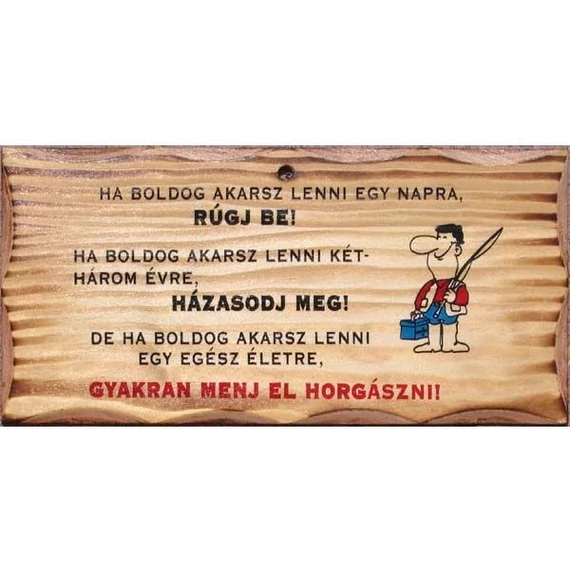 HA BOLDOG AKARSZ LENNI EGY NAPRA,
RÚGJ BE!
HA BOLDOG AKARSZ LENNI KÉT-
HÁROM ÉVRE,
HÁZASODJ MEG!
DE HA BOLDOG AKARSZ LENNI
EGY EGÉSZ ÉLETRE,
GYAKRAN MENJ EL HORGÁSZNI!